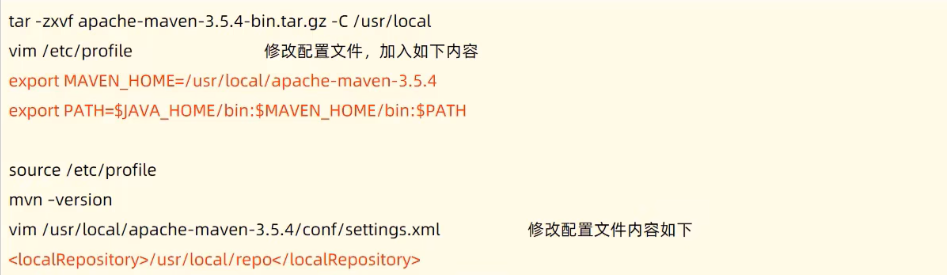 tar -zxvf apache-maven-3.5.4-bin.tar.gz -C /usr/local
vim /etc/profile 修改配置文件，加入如下内容
export MAVEN_HOME=/usr/local/apache-maven-3.5.4
export PATH=$JAVA_HOME/bin:$MAVEN_HOME/bin:$PATH
source /etc/profile
mvn –version
vim /usr/local/apache-maven-3.5.4/conf/settings.xml 修改配置文件内容如下
<localRepository>/usr/local/repo</localRepository>